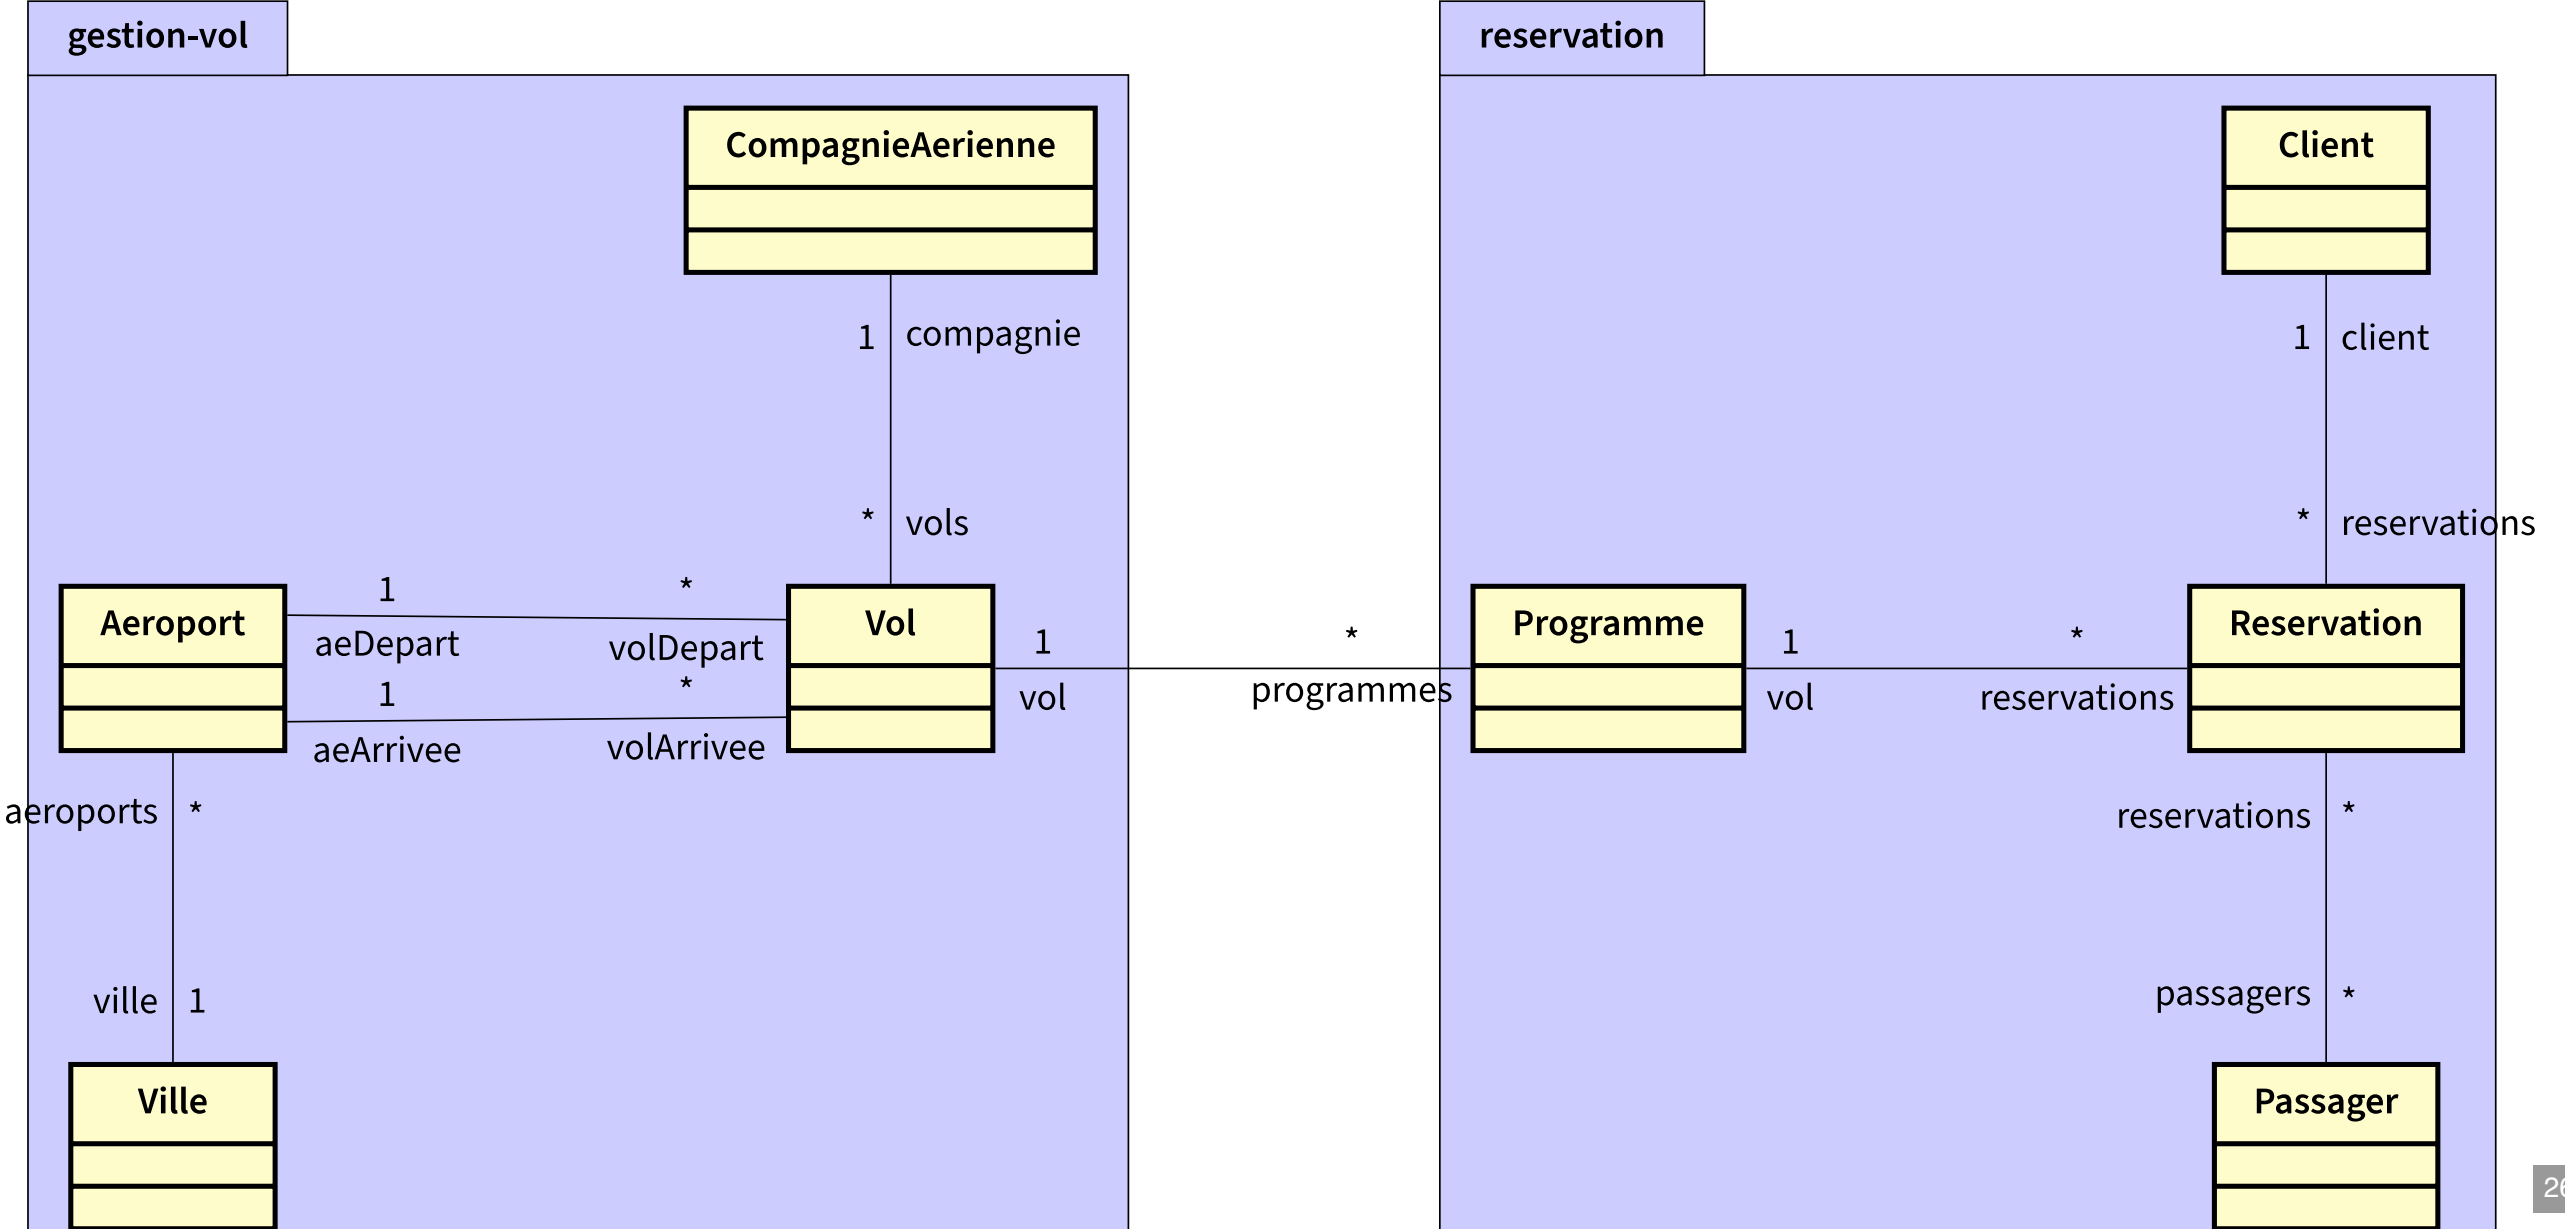 gestion-vol
reservation
CompagnieAerienne
Client
1 compagnie
1 client
* vols
* reservations
Aeroport
1 *
aeDepart volDepart
1 *
aeArrivee volArrivee
Vol
1 *
vol programmes
Programme
1 *
vol reservations
Reservation
aeroports *
reservations *
ville 1
passagers *
Ville
Passager